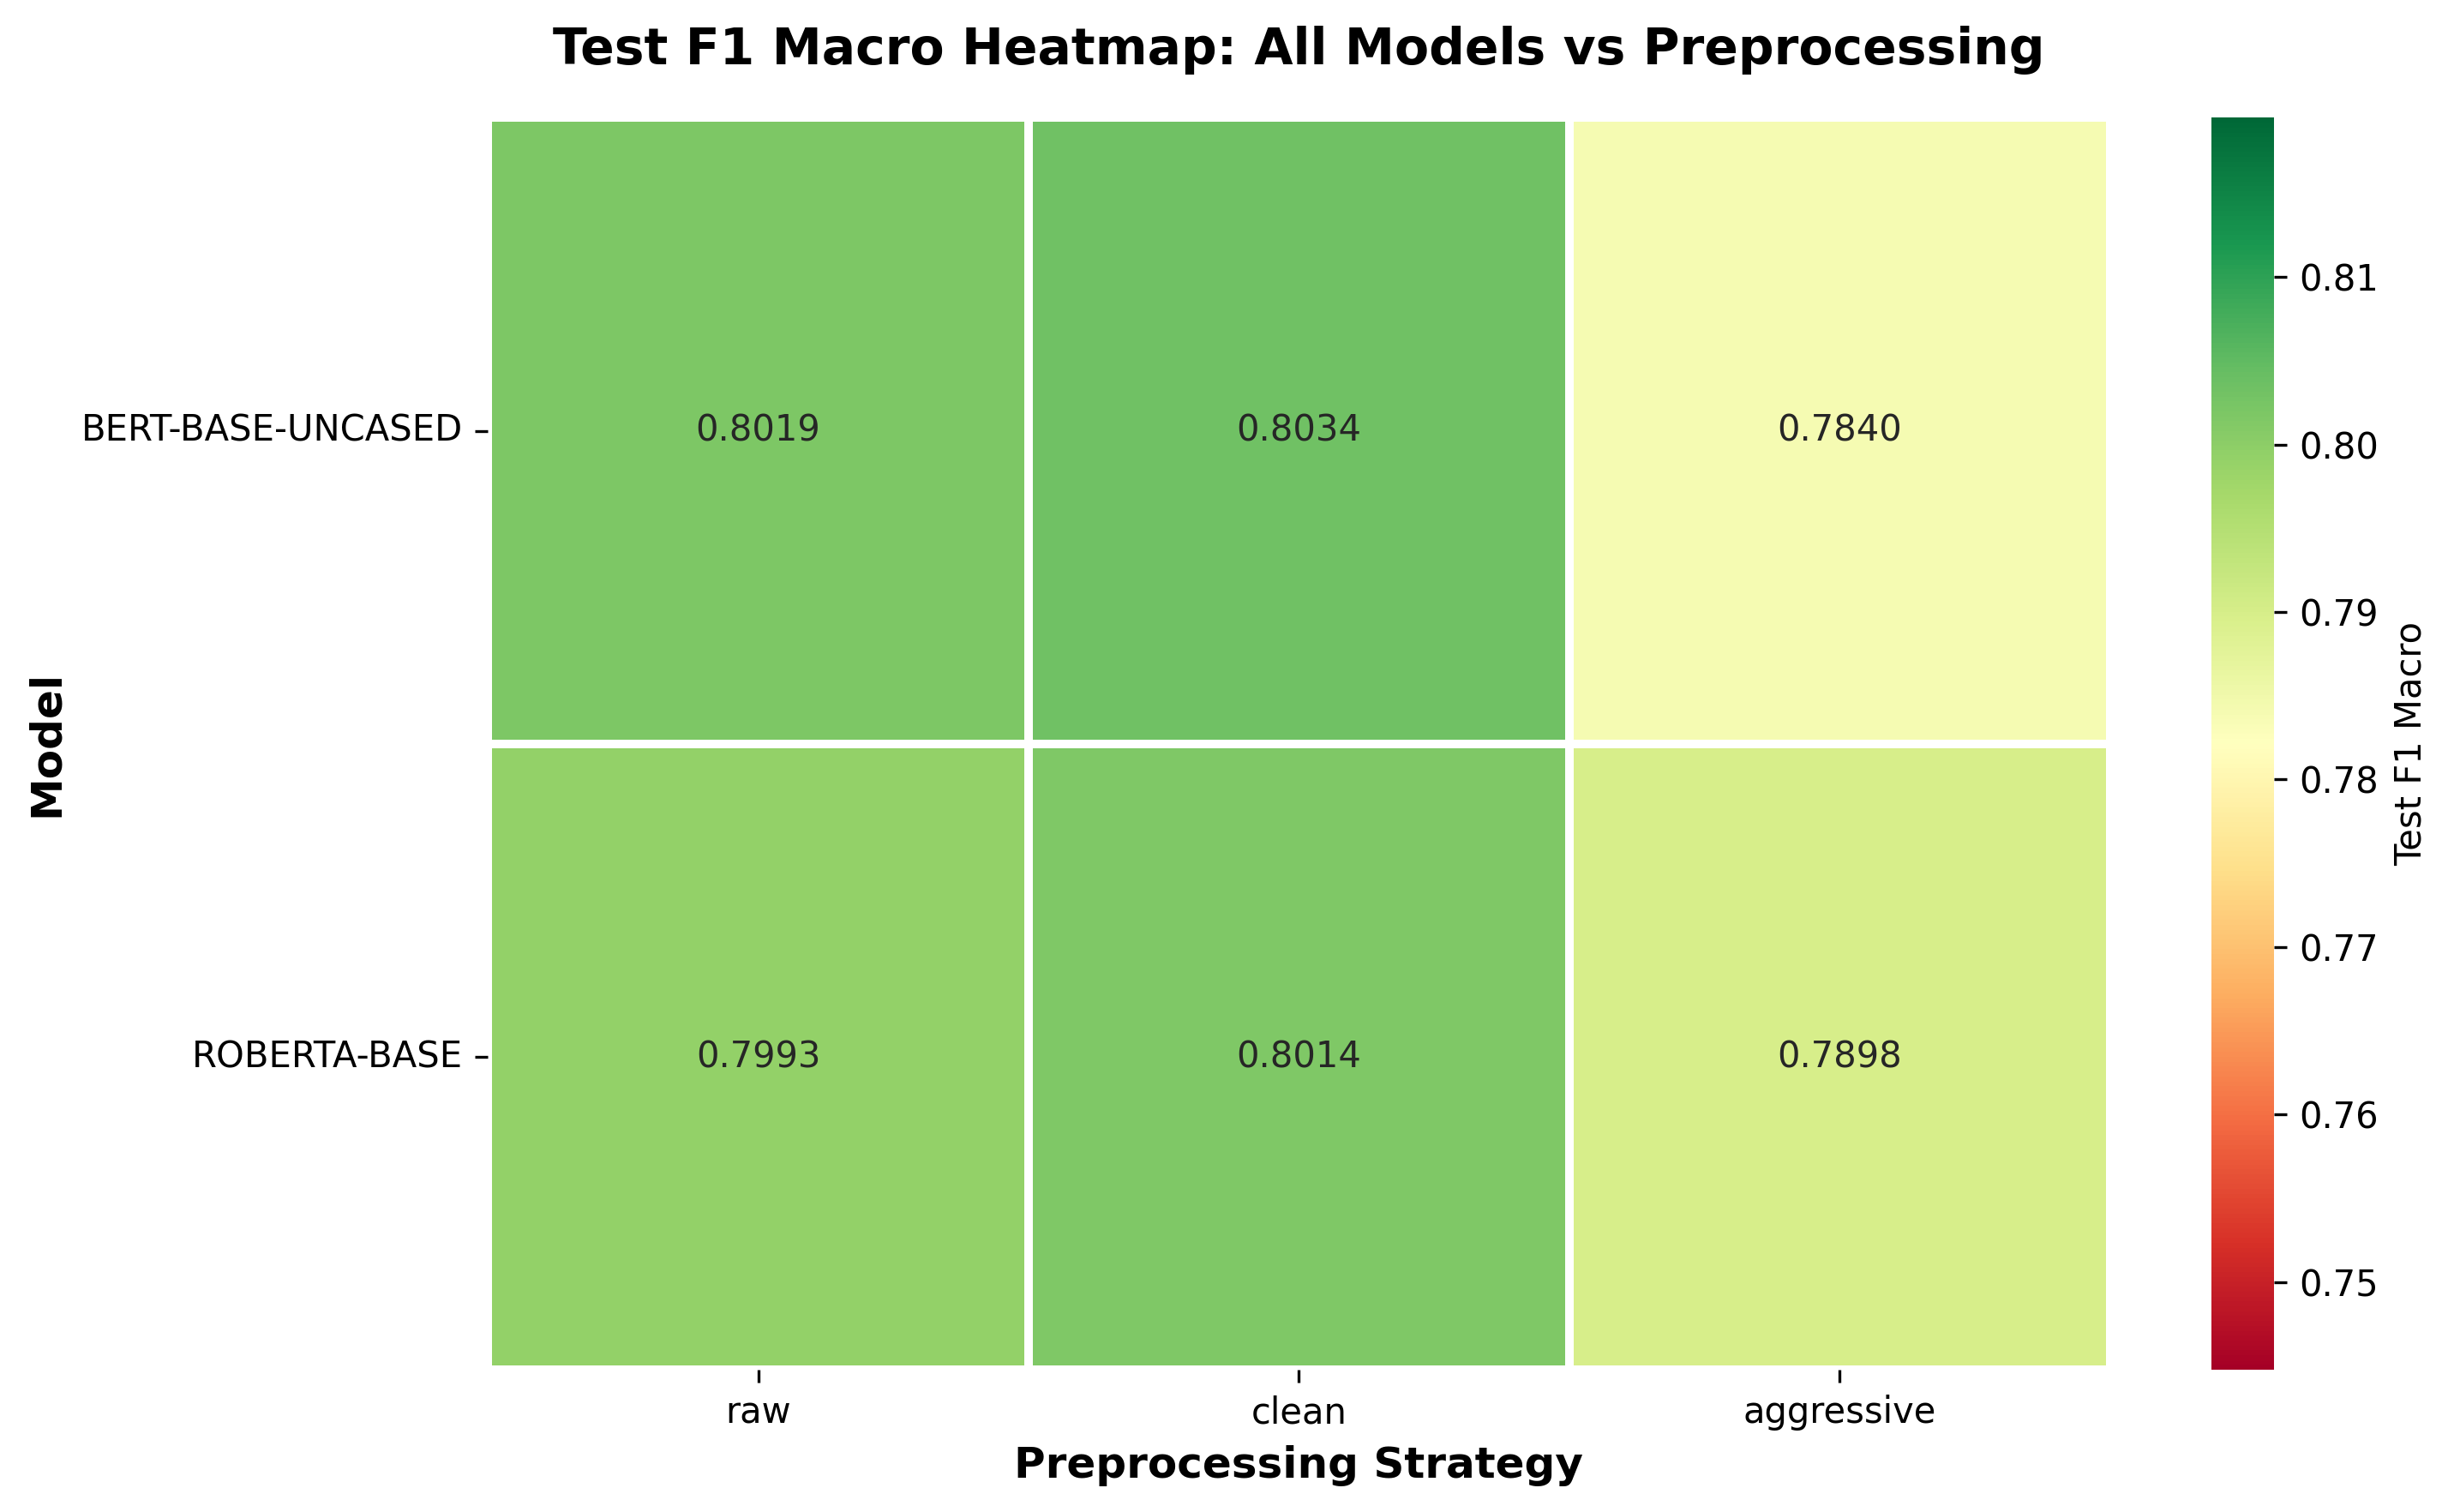 Test F1 Macro Heatmap: All Models vs Preprocessing
Model
BERT-BASE-UNCASED
0.8019
0.8034
0.7840
ROBERTA-BASE
0.7993
0.8014
0.7898
raw
clean
aggressive
Preprocessing Strategy
0.81
0.80
0.79
0.78
0.77
0.76
0.75
Test F1 Macro